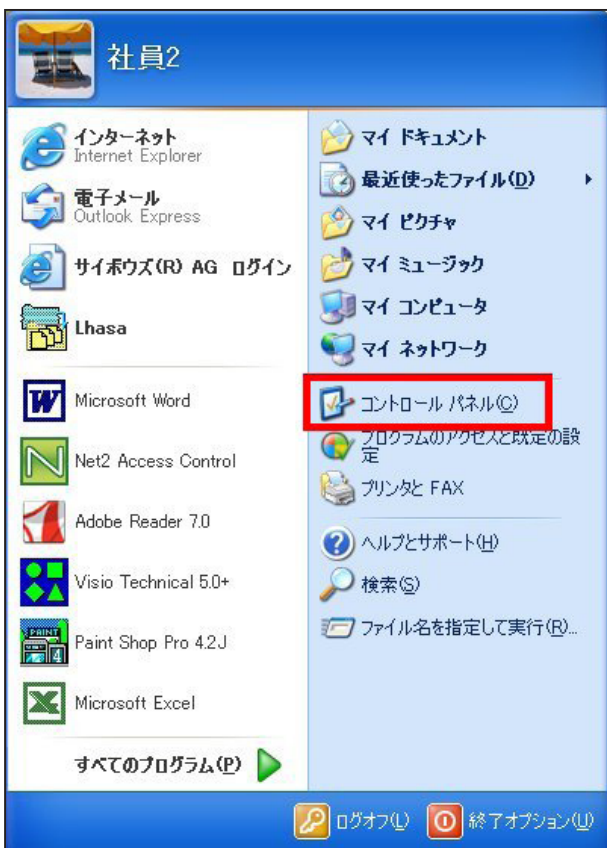 社員2
インターネット
Internet Explorer
電子メール
Outlook Express
サイボウズ(R) AG ログイン
Lhasa
Microsoft Word
Net2 Access Control
Adobe Reader 7.0
Visio Technical 5.0+
Paint Shop Pro 4.2J
Microsoft Excel
すべてのプログラム(P)
マイ ドキュメント
最近使ったファイル(D)
マイ ピクチャ
マイ ミュージック
マイ コンピュータ
マイ ネットワーク
コントロール パネル(C)
プログラムのアクセスと既定の設
定
プリンタと FAX
ヘルプとサポート(H)
検索(S)
ファイル名を指定して実行(R)...
ログオフ(L)
終了オプション(U)